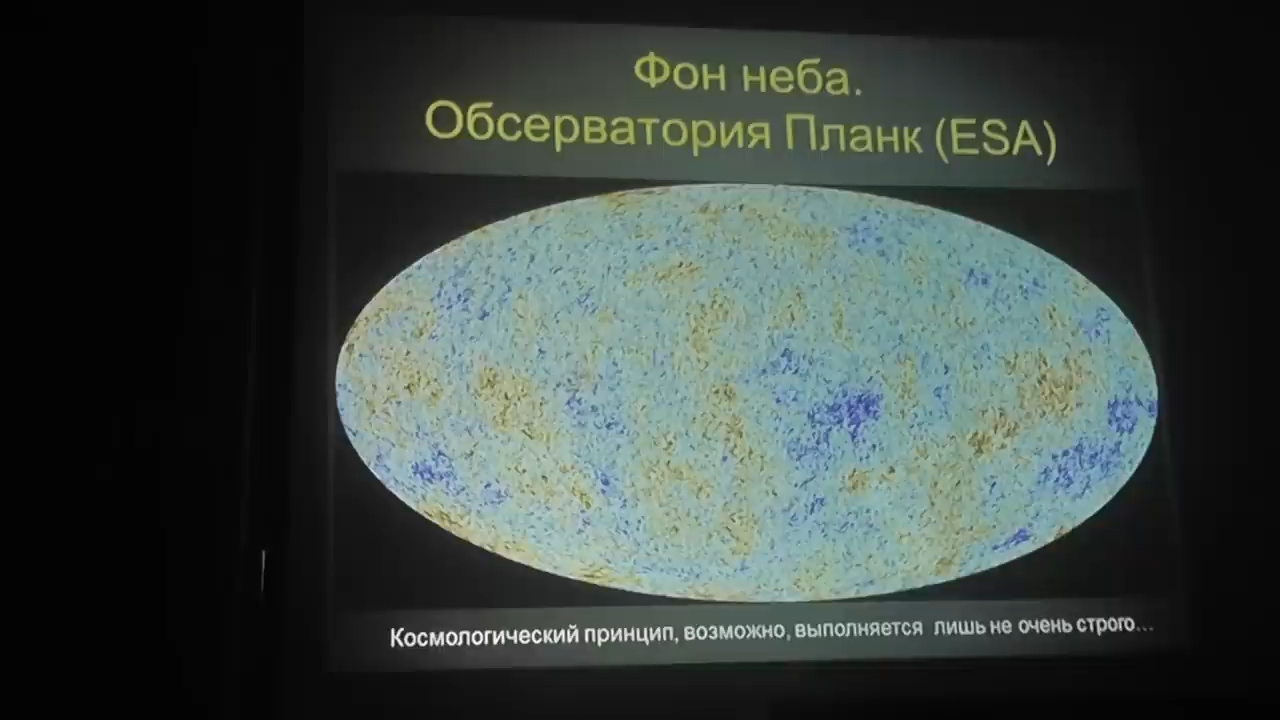 Фон неба.
Обсерватория Планк (ESA)
Космологический принцип, возможно, выполняется лишь не очень строго...